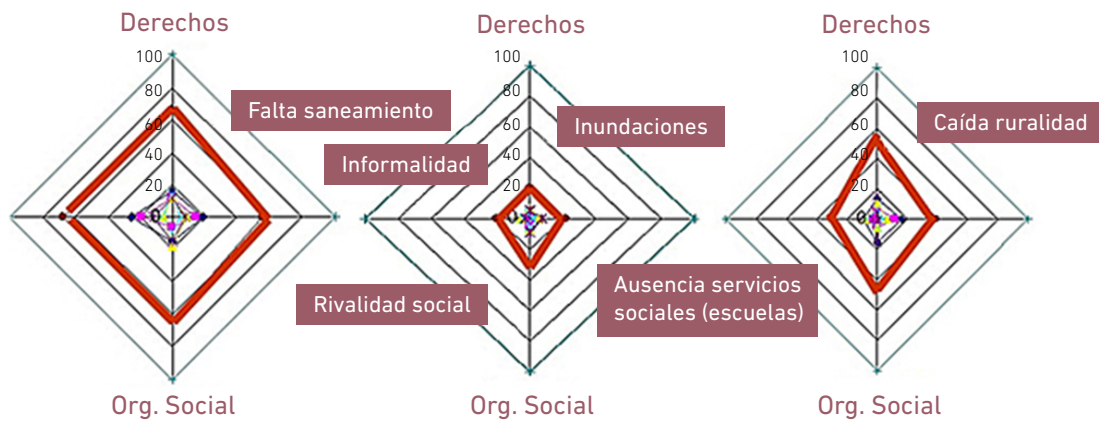 Derechos
100
80
60
40
20
0
Falta saneamiento
Org. Social
Derechos
100
80
60
40
20
0
Inundaciones
Informalidad
Rivalidad social
Ausencia servicios
sociales (escuelas)
Org. Social
Derechos
100
80
60
40
20
0
Caída ruralidad
Org. Social